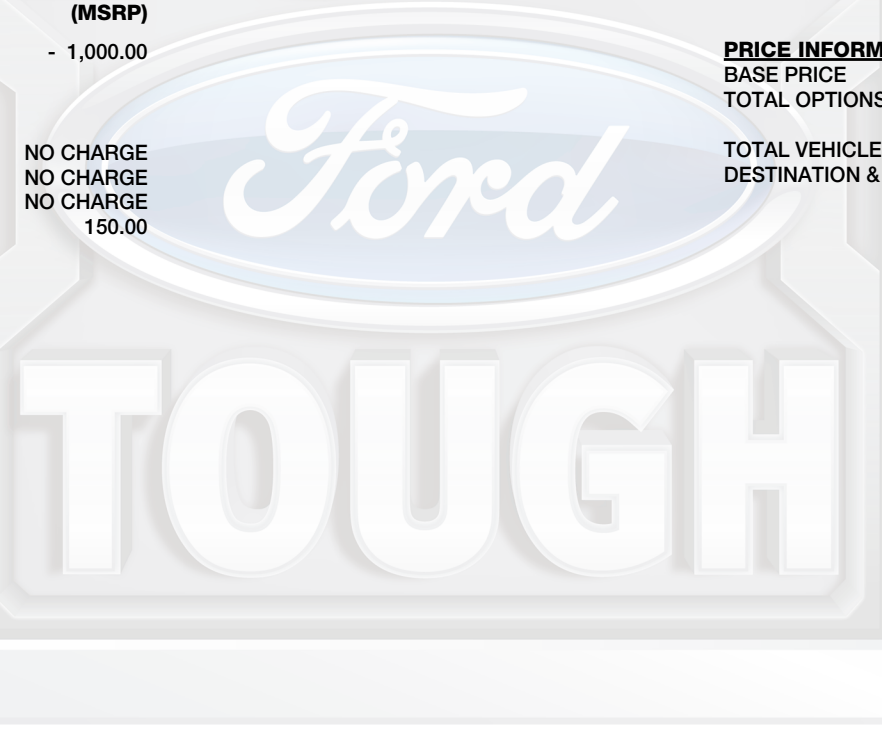 (MSRP)
- 1,000.00
NO CHARGE
NO CHARGE
NO CHARGE
150.00
PRICE INFORM
BASE PRICE
TOTAL OPTIONS
TOTAL VEHICLE
DESTINATION &
Ford
TOUGH